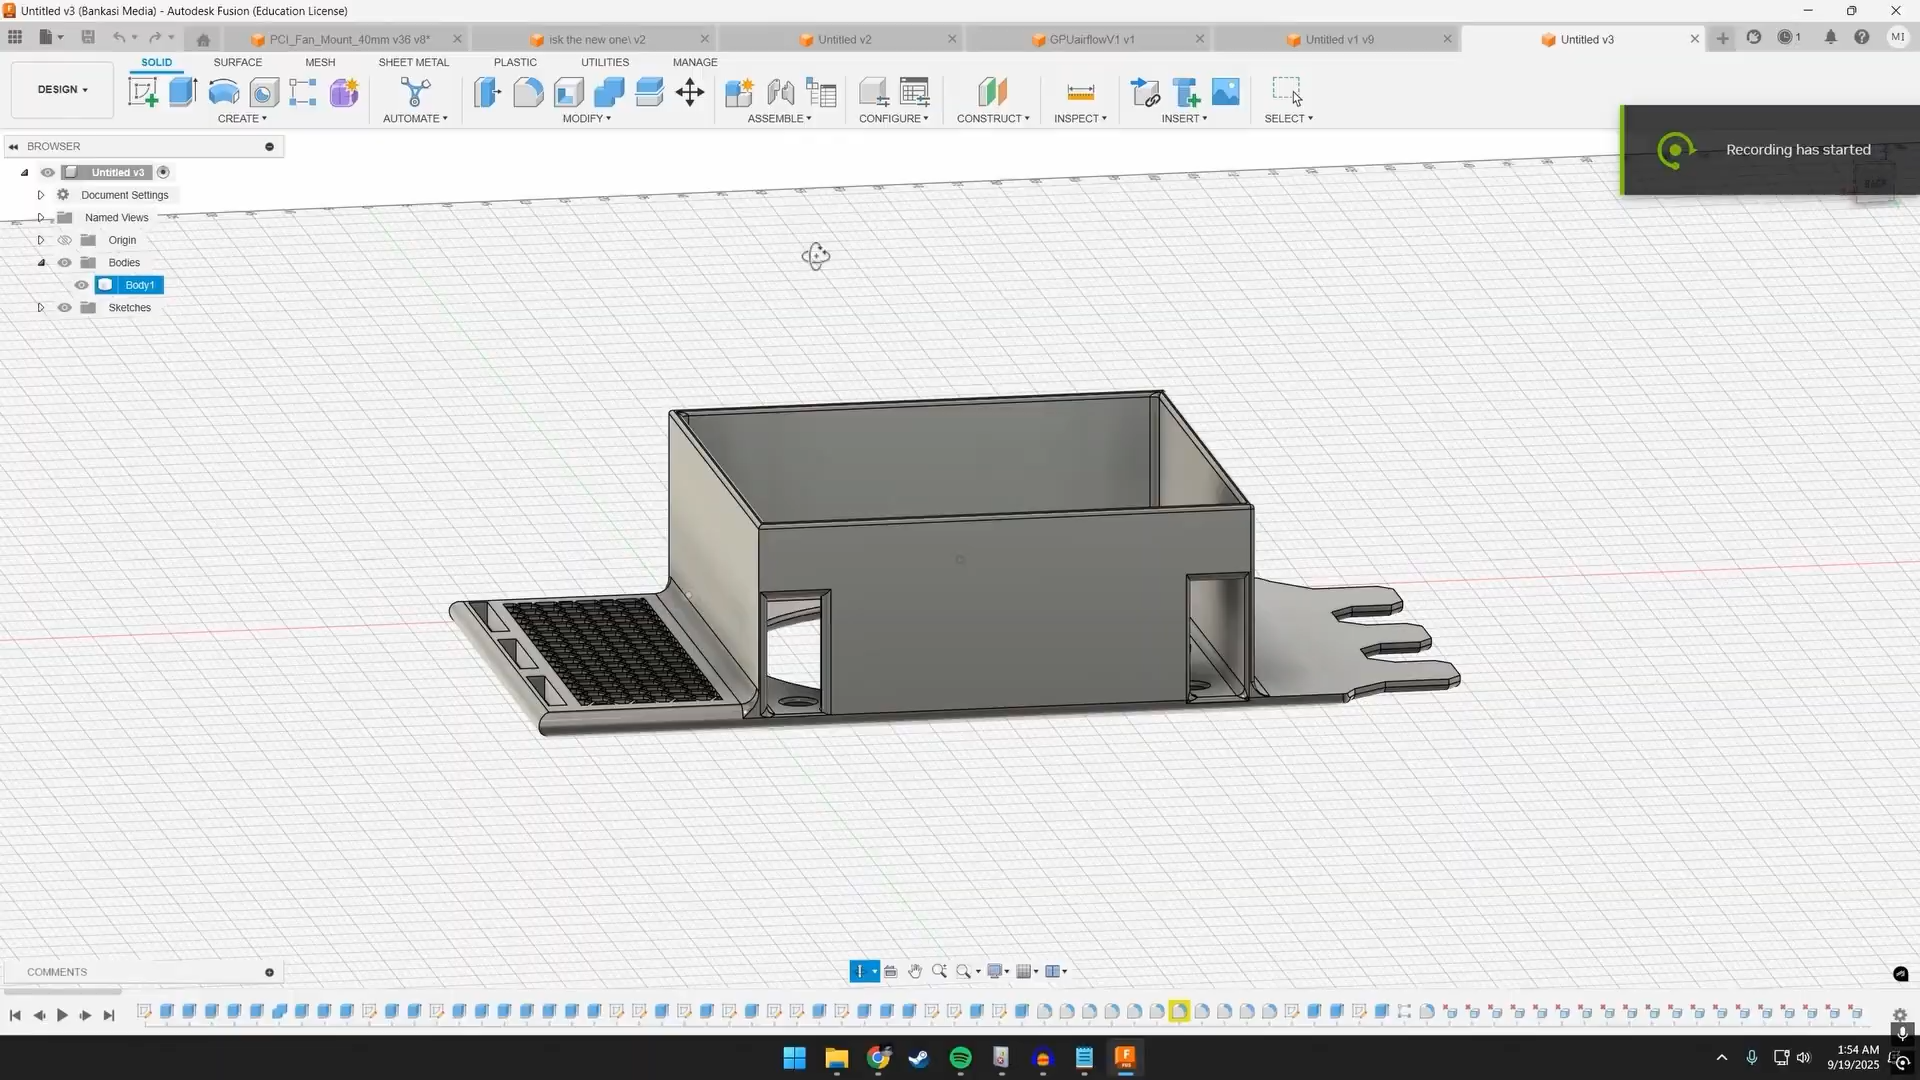 Untitled v3 (Bankasi Media) - Autodesk Fusion (Education License)
PCI_Fan_Mount_40mm v36 v8*
isk the new one\ v2
Untitled v2
GPUairflowV1 v1
Untitled v1 v9
Untitled v3
1
MI
SOLID
SURFACE
MESH
SHEET METAL
PLASTIC
UTILITIES
MANAGE
DESIGN
CREATE
AUTOMATE
MODIFY
ASSEMBLE
CONFIGURE
CONSTRUCT
INSPECT
INSERT
SELECT
BROWSER
Recording has started
BACK
Untitled v3
Document Settings
Named Views
Origin
Bodies
Body1
Sketches
COMMENTS
1:54 AM
9/19/2025